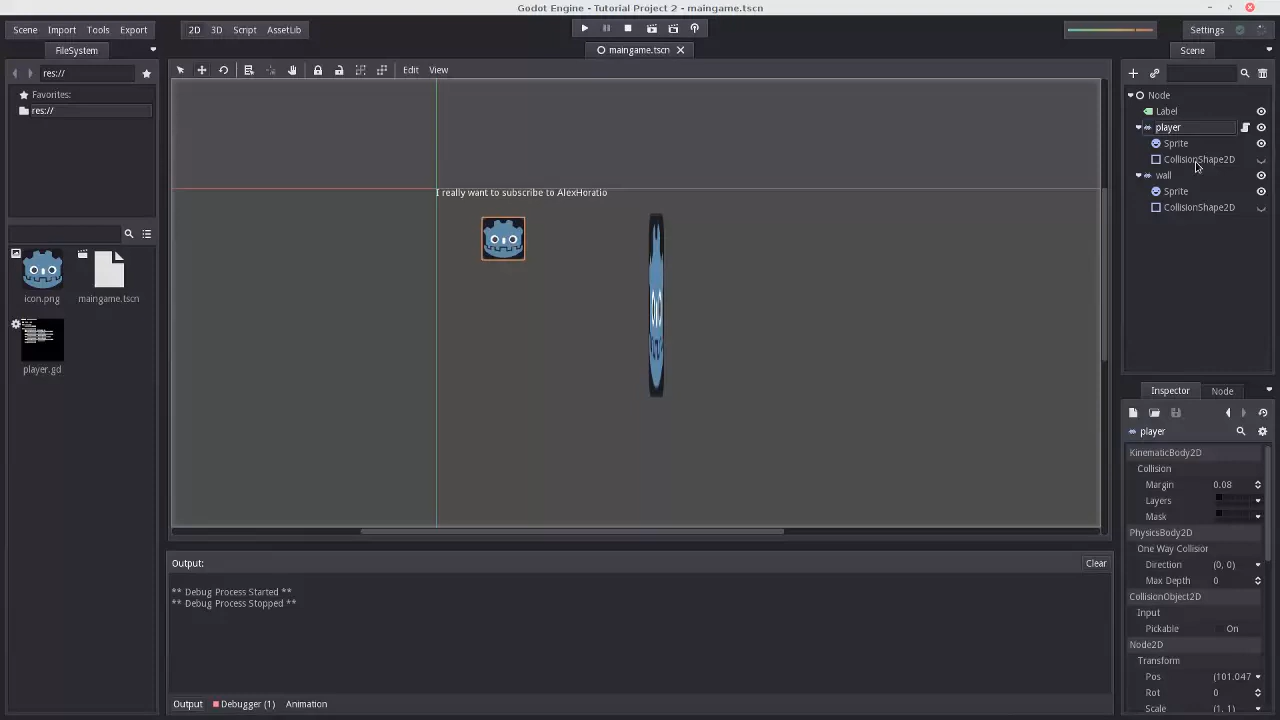 Godot Engine - Tutorial Project 2 - maingame.tscn
Scene Import Tools Export
2D 3D Script AssetLib
Settings
FileSystem
maingame.tscn
Scene
res://
Edit View
Favorites:
res://
Node
Label
player
Sprite
CollisionShape2D
wall
Sprite
CollisionShape2D
I really want to subscribe to AlexHoratio
icon.png
maingame.tscn
player.gd
Inspector Node
player
KinematicBody2D
Collision
Margin 0.08
Layers
Mask
PhysicsBody2D
One Way Collisior
Direction (0, 0)
Max Depth 0
CollisionObject2D
Input
Pickable On
Node2D
Transform
Pos (101.047
Rot 0
Scale (1, 1)
Output:
Clear
** Debug Process Started **
** Debug Process Stopped **
Output Debugger (1) Animation